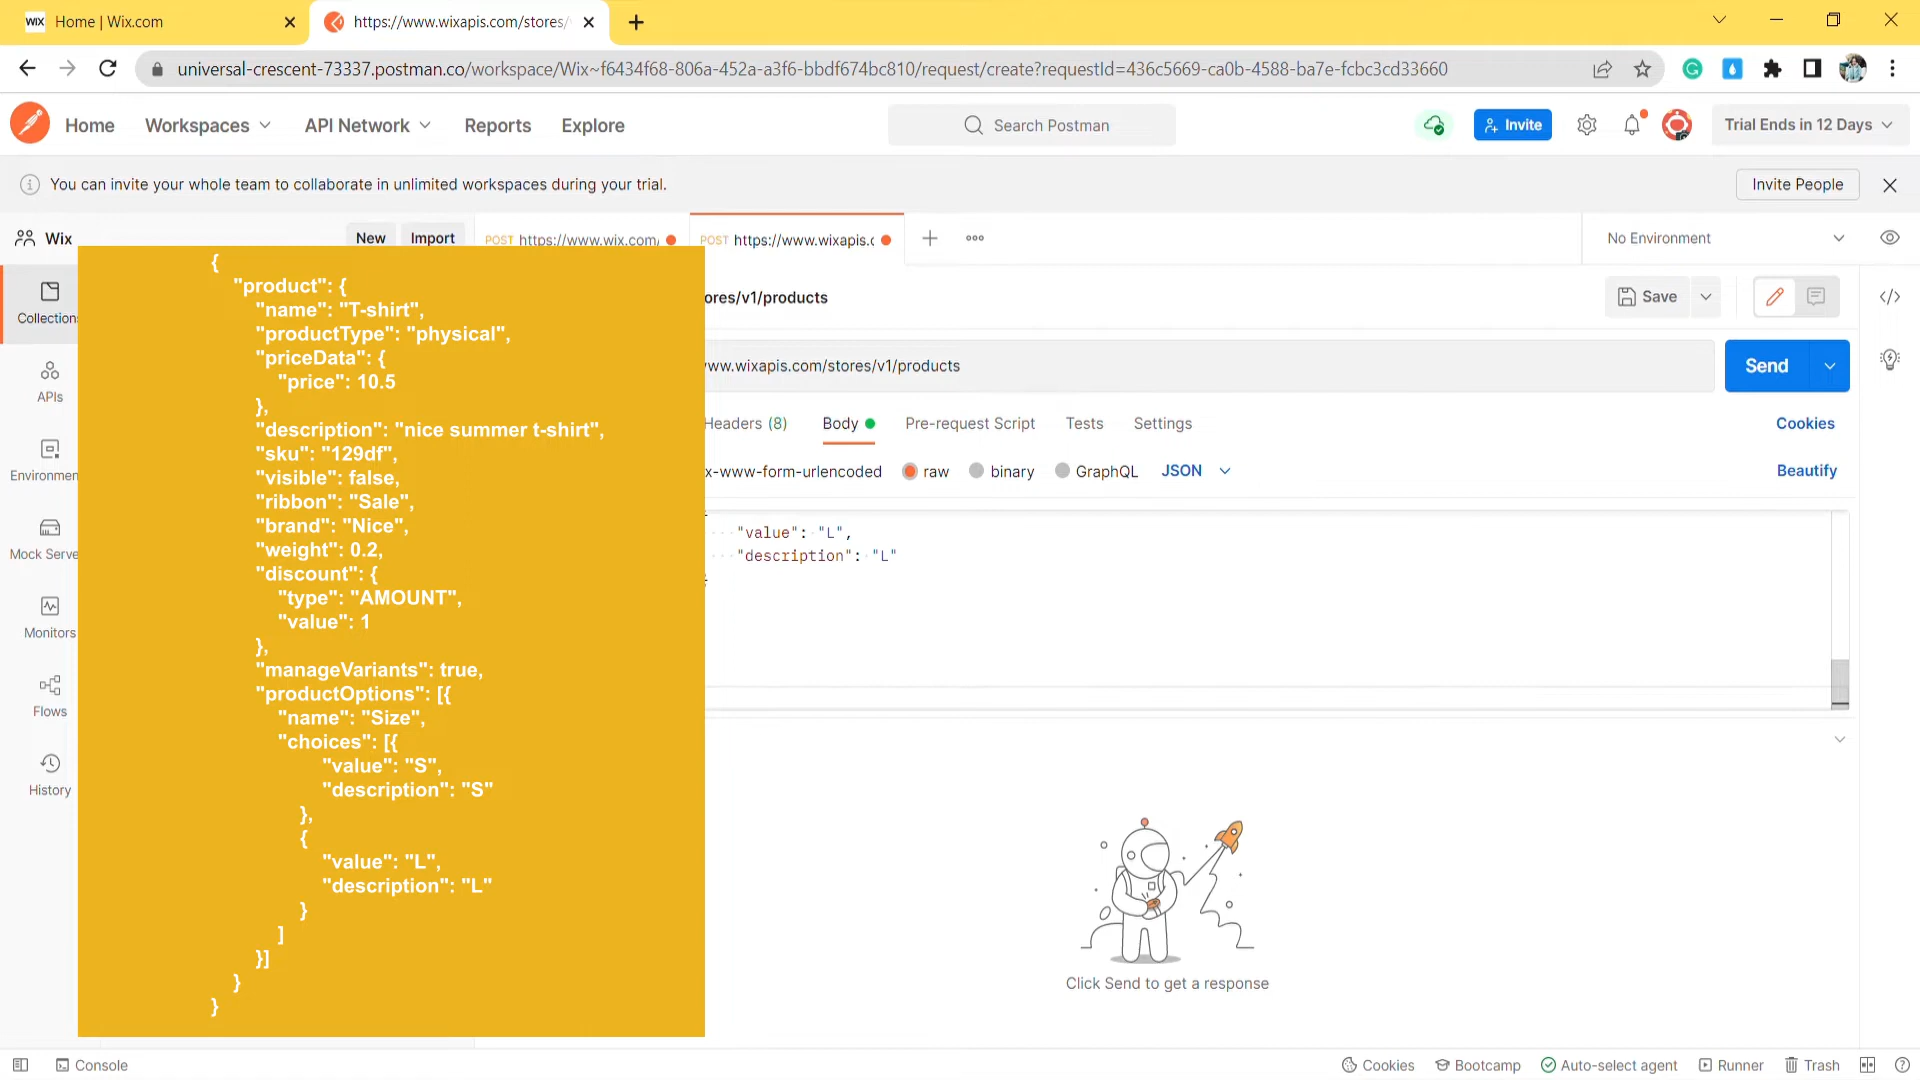 WIX Home | Wix.com
https://www.wixapis.com/stores/
universal-crescent-73337.postman.co/workspace/Wix~f6434f68-806a-452a-a3f6-bbdf674bc810/request/create?requestId=436c5669-ca0b-4588-ba7e-fcbc3cd33660
Home Workspaces API Network Reports Explore Search Postman Invite Trial Ends in 12 Days
You can invite your whole team to collaborate in unlimited workspaces during your trial. Invite People
Wix New Import POST https://www.wix.com/ POST https://www.wixapis.c No Environment
ores/v1/products Save
ww.wixapis.com/stores/v1/products Send
Headers (8) Body Pre-request Script Tests Settings Cookies
x-www-form-urlencoded raw binary GraphQL JSON Beautify
"value": "L",
"description": "L"
Click Send to get a response
Collections
APIs
Environmen
Mock Serve
Monitors
Flows
History
{
"product": {
"name": "T-shirt",
"productType": "physical",
"priceData": {
"price": 10.5
},
"description": "nice summer t-shirt",
"sku": "129df",
"visible": false,
"ribbon": "Sale",
"brand": "Nice",
"weight": 0.2,
"discount": {
"type": "AMOUNT",
"value": 1
},
"manageVariants": true,
"productOptions": [{
"name": "Size",
"choices": [{
"value": "S",
"description": "S"
},
{
"value": "L",
"description": "L"
}
]
}]
}
}
Console Cookies Bootcamp Auto-select agent Runner Trash